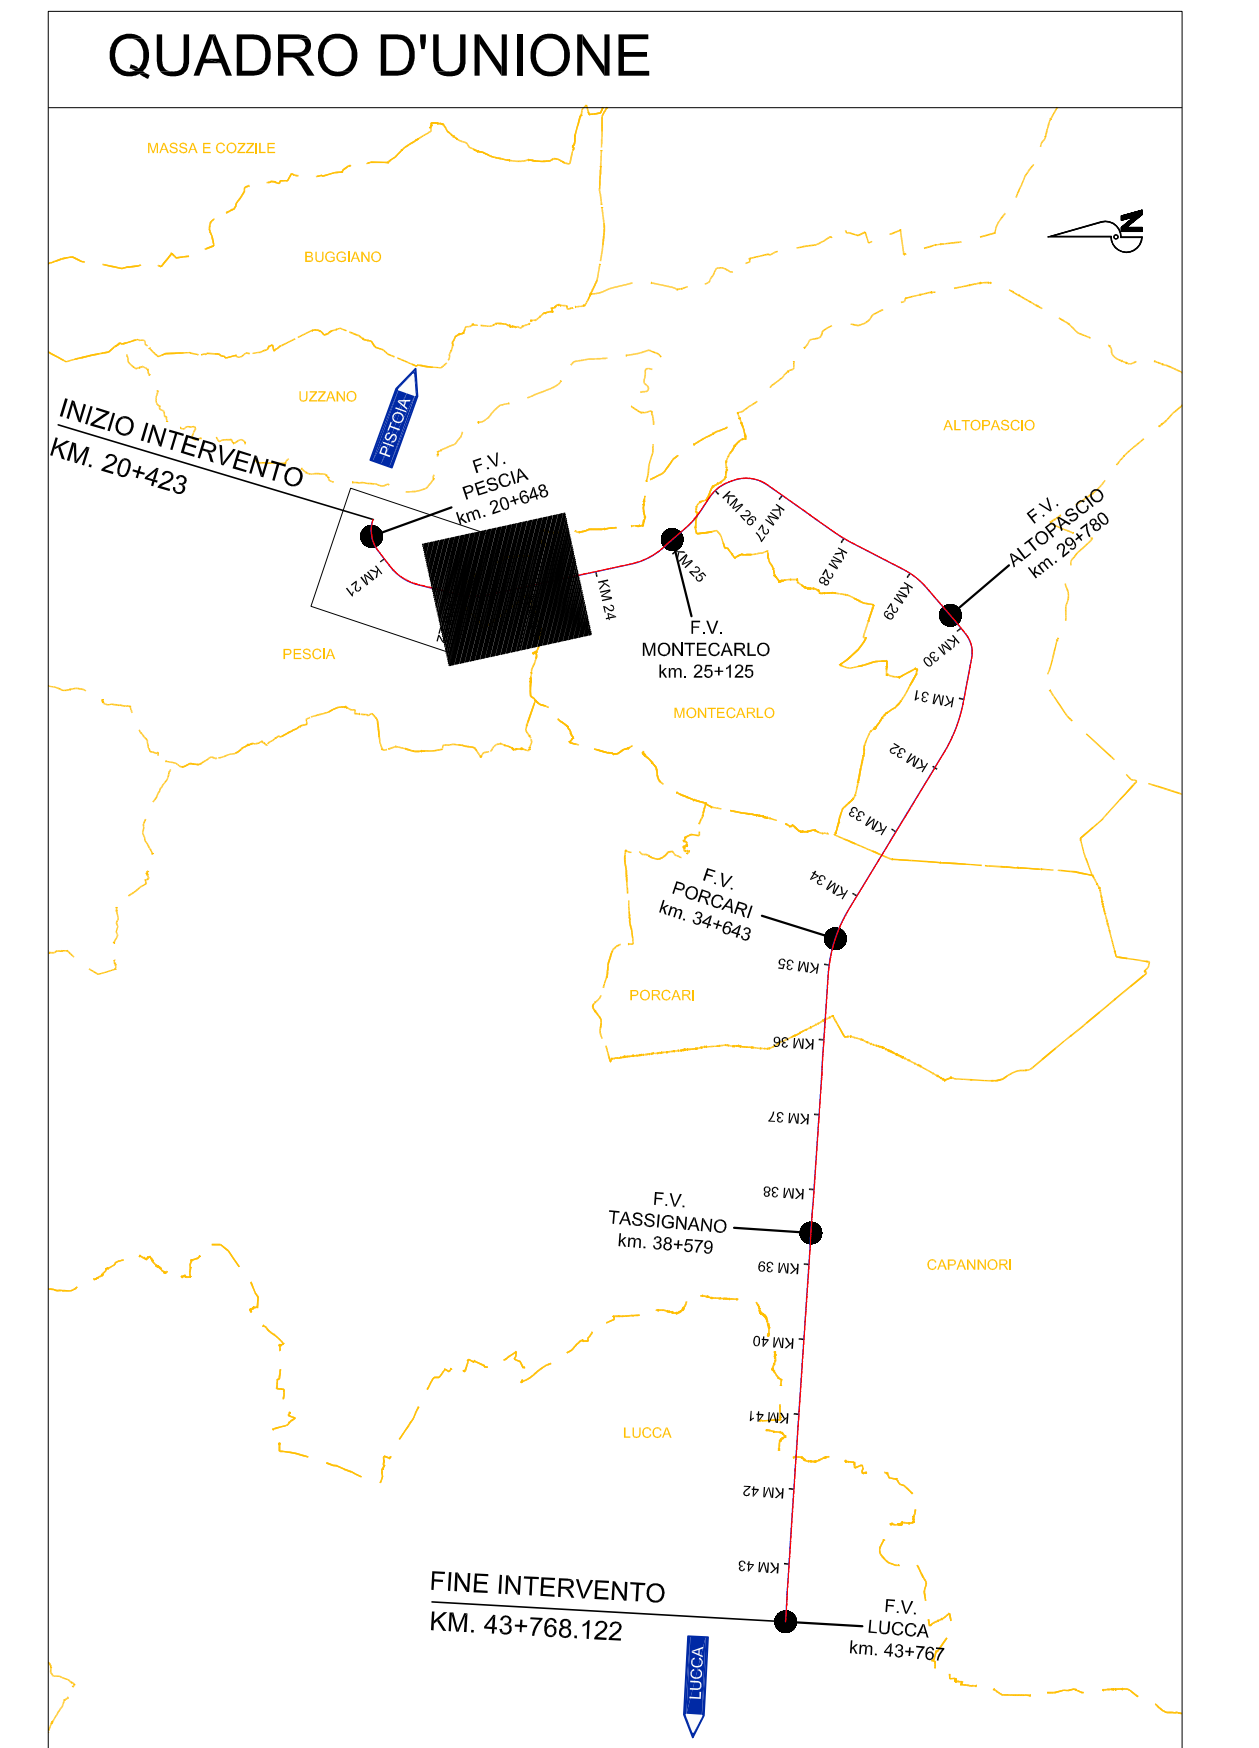 QUADRO D'UNIONE
MASSA E COZZILE
BUGGIANO
N
UZZANO
PISTOIA
ALTOPASCIO
INIZIO INTERVENTO
KM. 20+423
F.V.
PESCIA
km. 20+648
KM 26
KM 27
F.V.
ALTOPASCIO
km. 29+780
KM 21
KM 25
KM 28
KM 24
KM 29
F.V.
MONTECARLO
km. 25+125
KM 30
PESCIA
KM 31
MONTECARLO
KM 32
KM 33
F.V.
PORCARI
km. 34+643
KM 34
KM 35
PORCARI
KM 36
KM 37
KM 38
F.V.
TASSIGNANO
km. 38+579
KM 39
CAPANNORI
KM 40
KM 41
LUCCA
KM 42
KM 43
FINE INTERVENTO
KM. 43+768.122
F.V.
LUCCA
km. 43+767
LUCCA